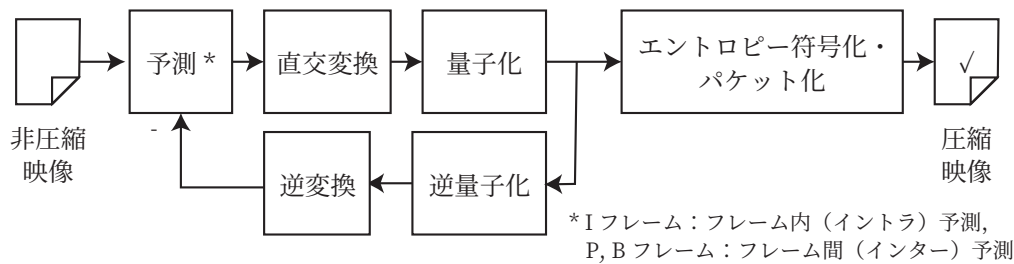 予測 *
直交変換
量子化
エントロピー符号化・
パケット化
√
非圧縮
映像
-
逆変換
逆量子化
圧縮
映像
* I フレーム：フレーム内（イントラ）予測,
P, B フレーム：フレーム間（インター）予測